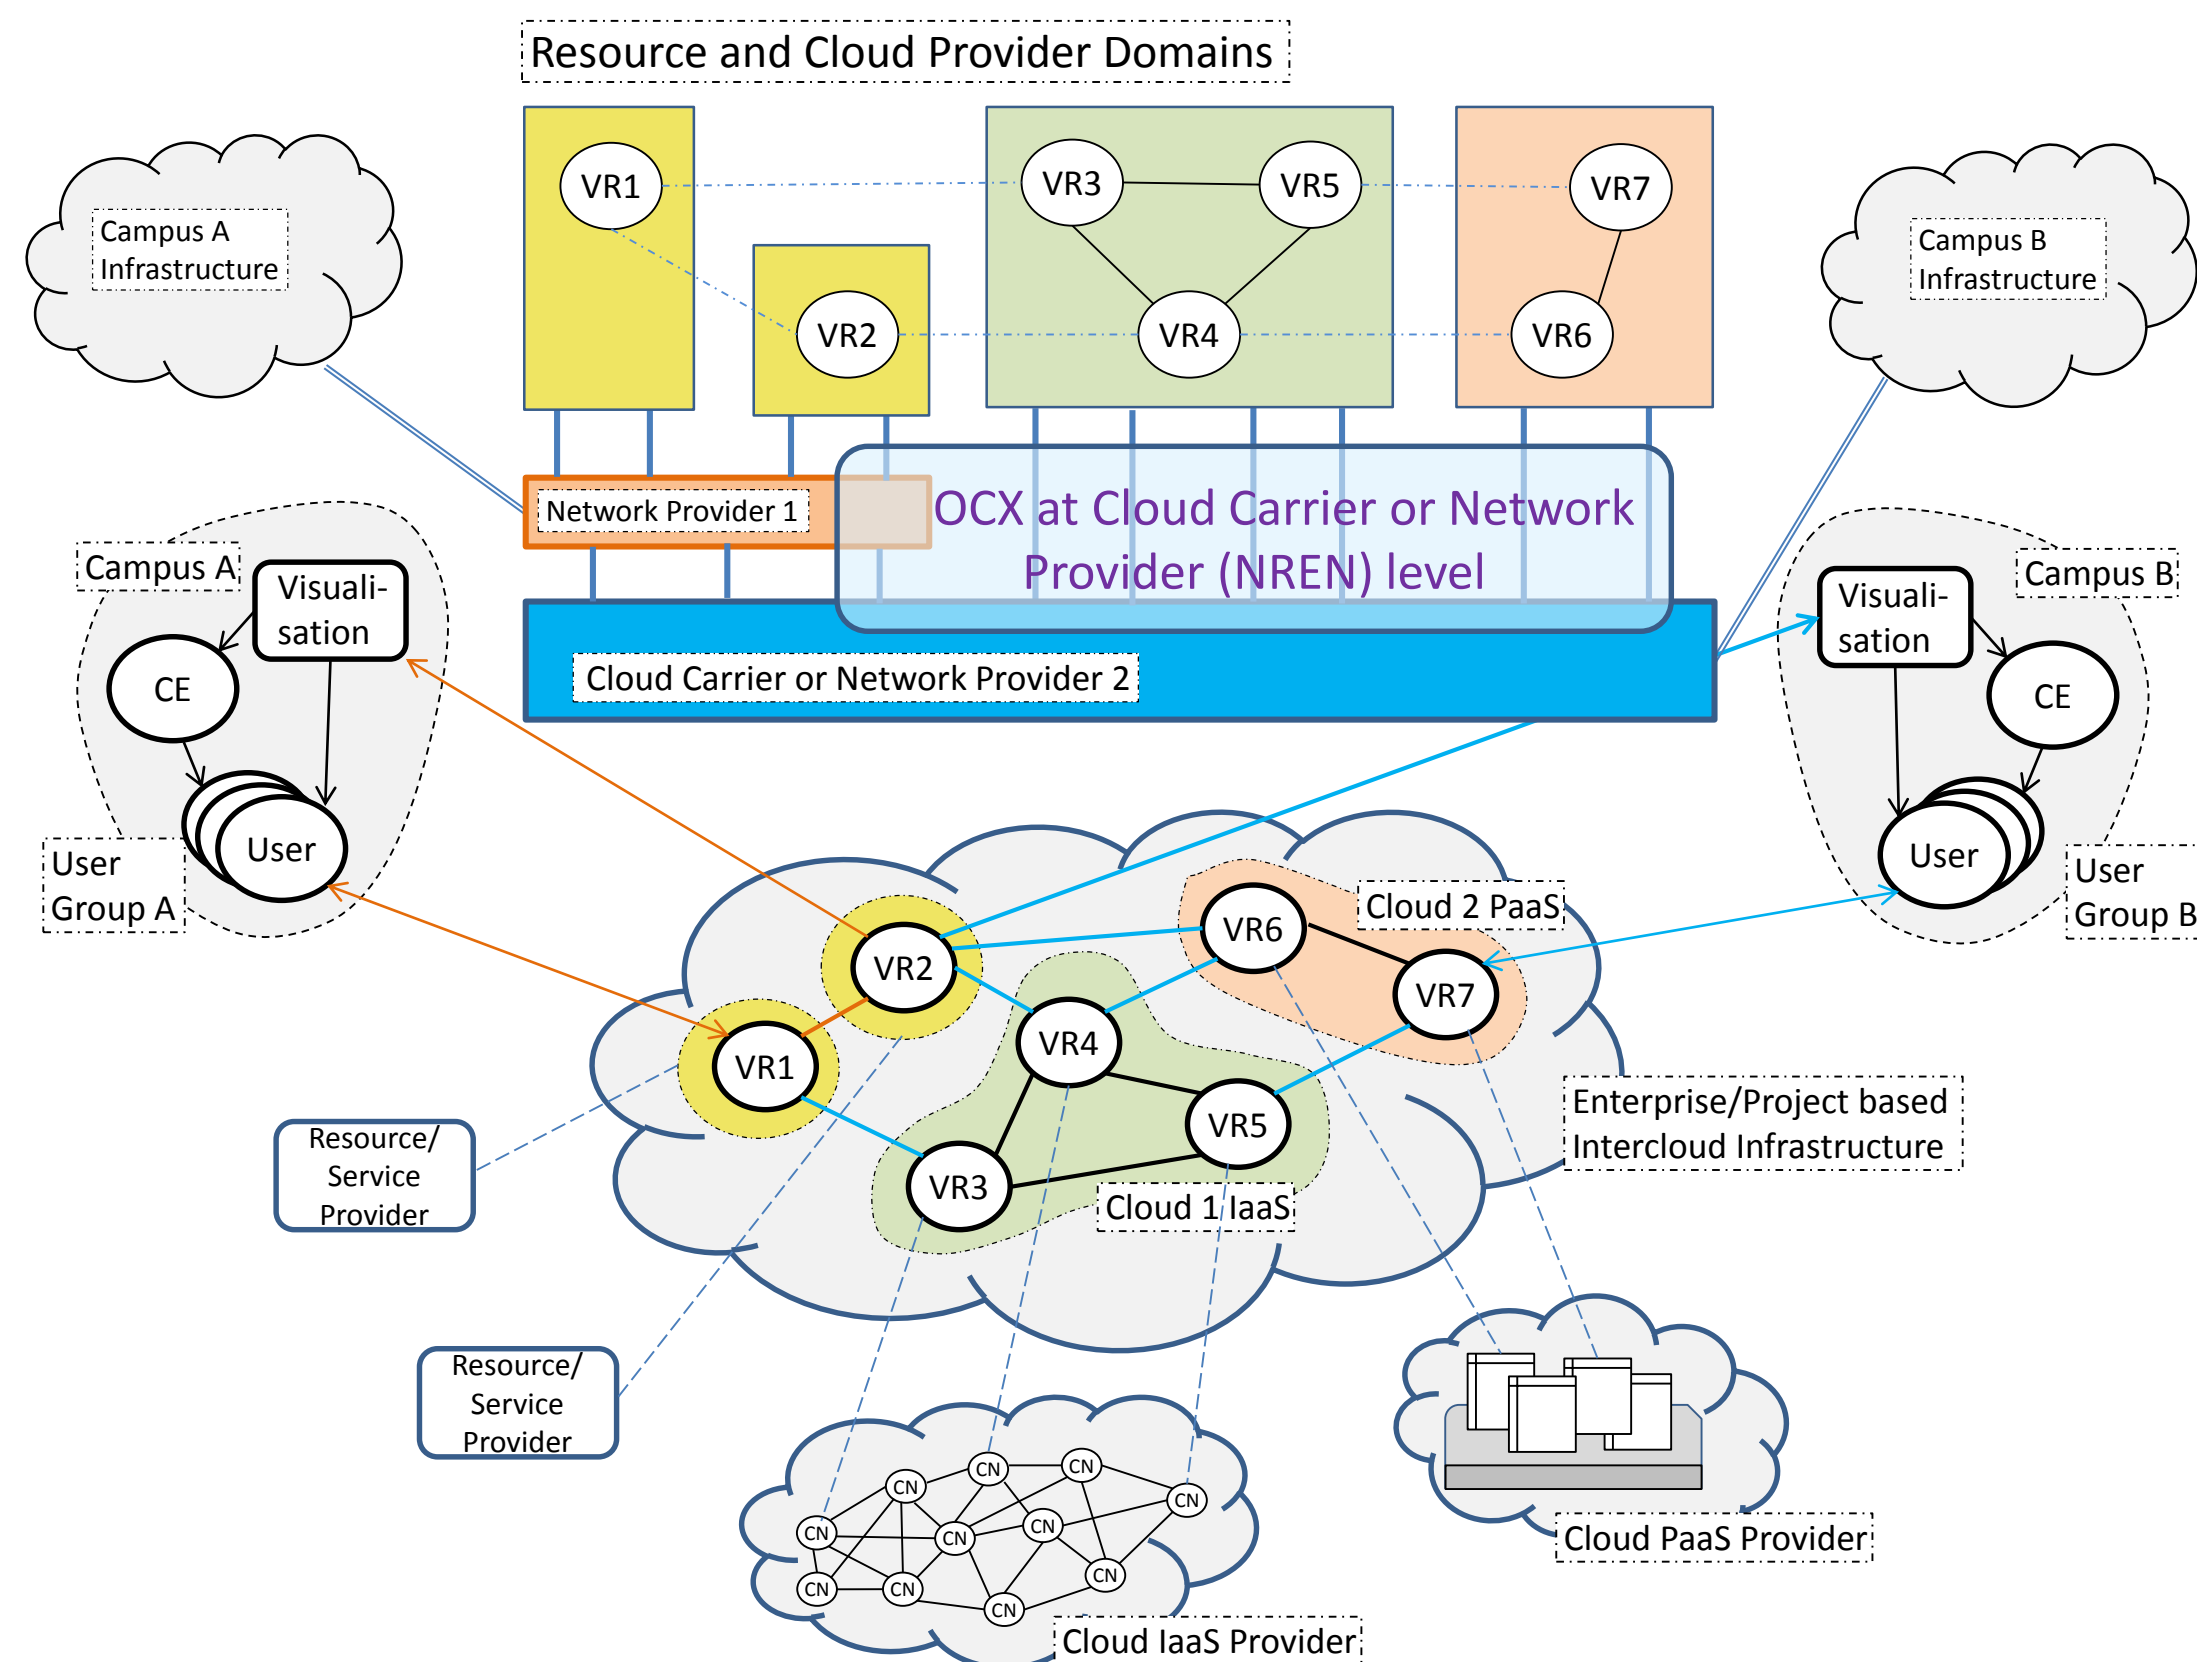 Resource and Cloud Provider Domains
VR1
VR3
VR5
VR7
VR2
VR4
VR6
Campus A
Infrastructure
Campus B
Infrastructure
Network Provider 1
OCX at Cloud Carrier or Network
Provider (NREN) level
Cloud Carrier or Network Provider 2
Campus A
Visuali-
sation
CE
User
User
Group A
Campus B
Visuali-
sation
CE
User
User
Group B
VR6
Cloud 2 PaaS
VR2
VR7
VR4
VR1
VR5
VR3
Cloud 1 IaaS
Enterprise/Project based
Intercloud Infrastructure
Resource/
Service
Provider
Resource/
Service
Provider
CN
CN
CN
CN
CN
CN
CN
CN
CN
CN
CN
Cloud IaaS Provider
Cloud PaaS Provider